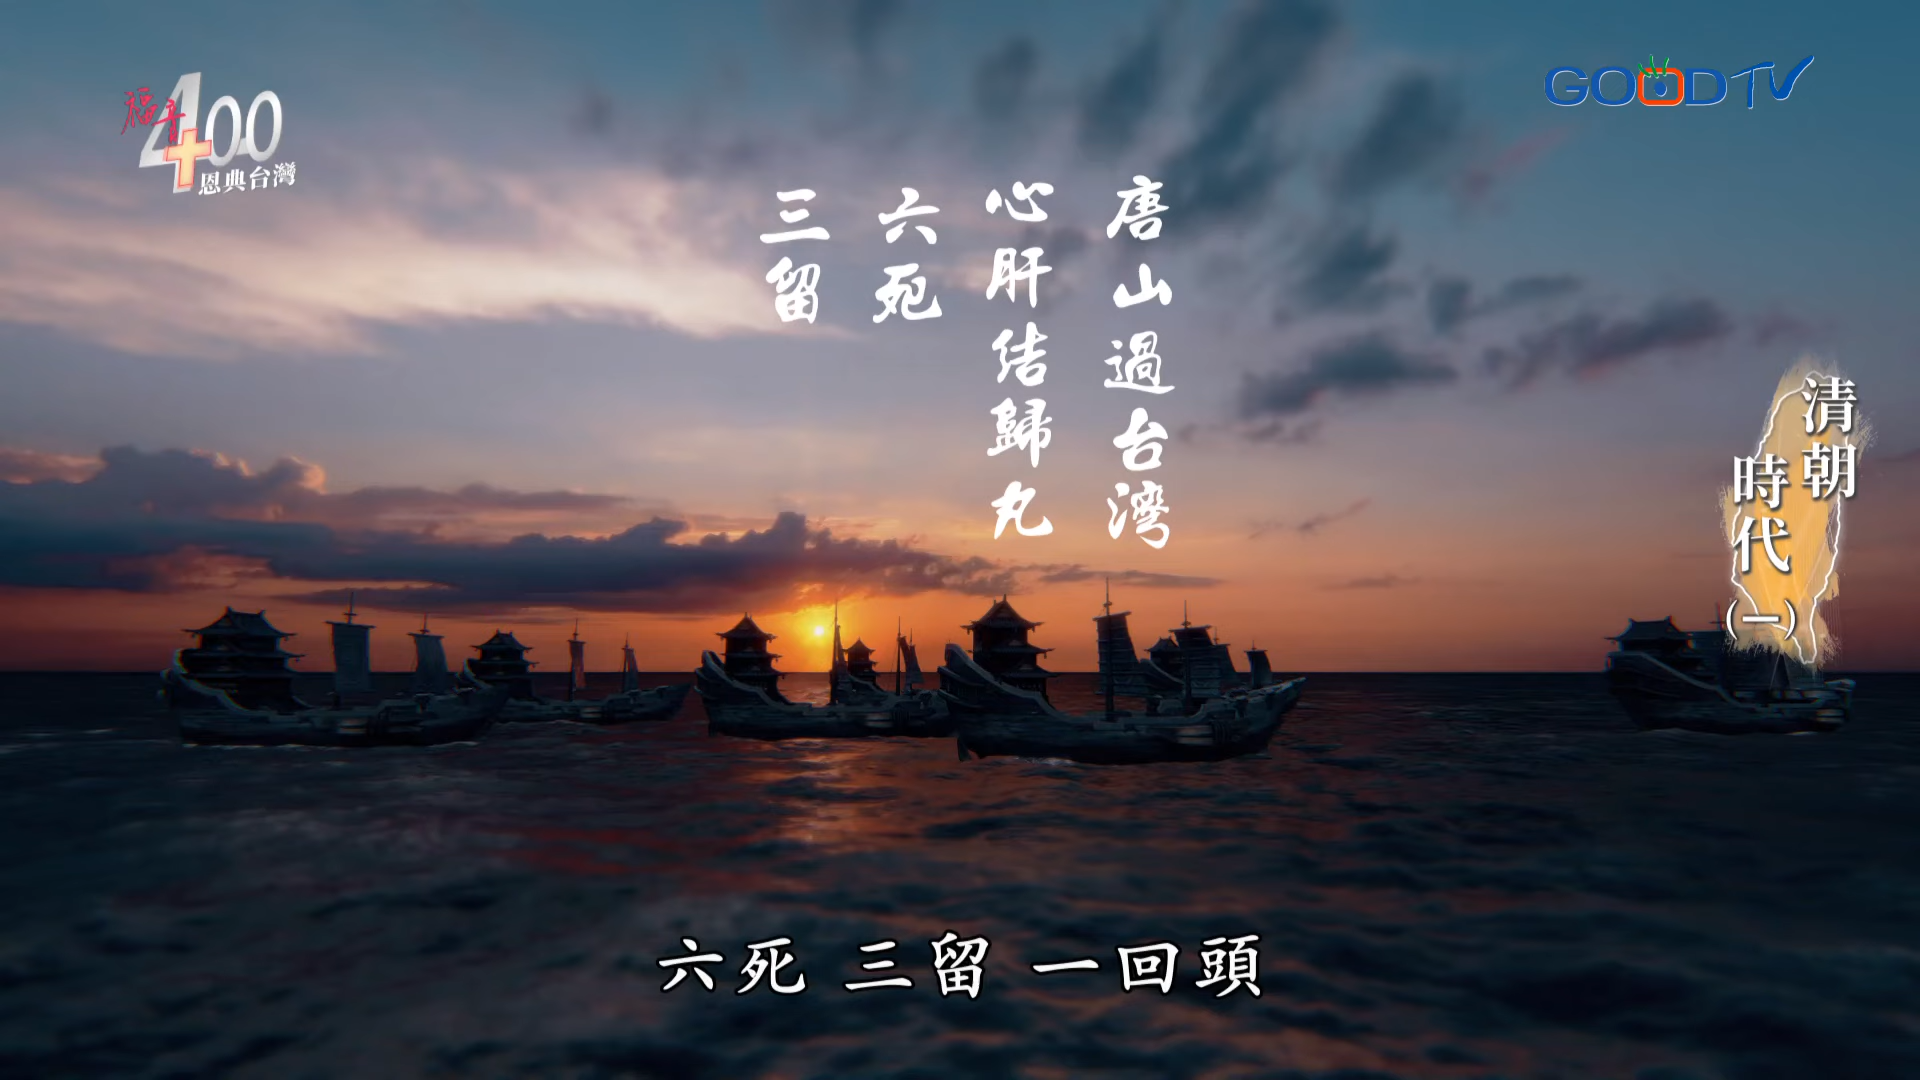 福音
400
恩典台灣
GOODTV
唐山過台灣
心肝結歸丸
六死
三留
清朝
時代
(一)
六死 三留 一回頭